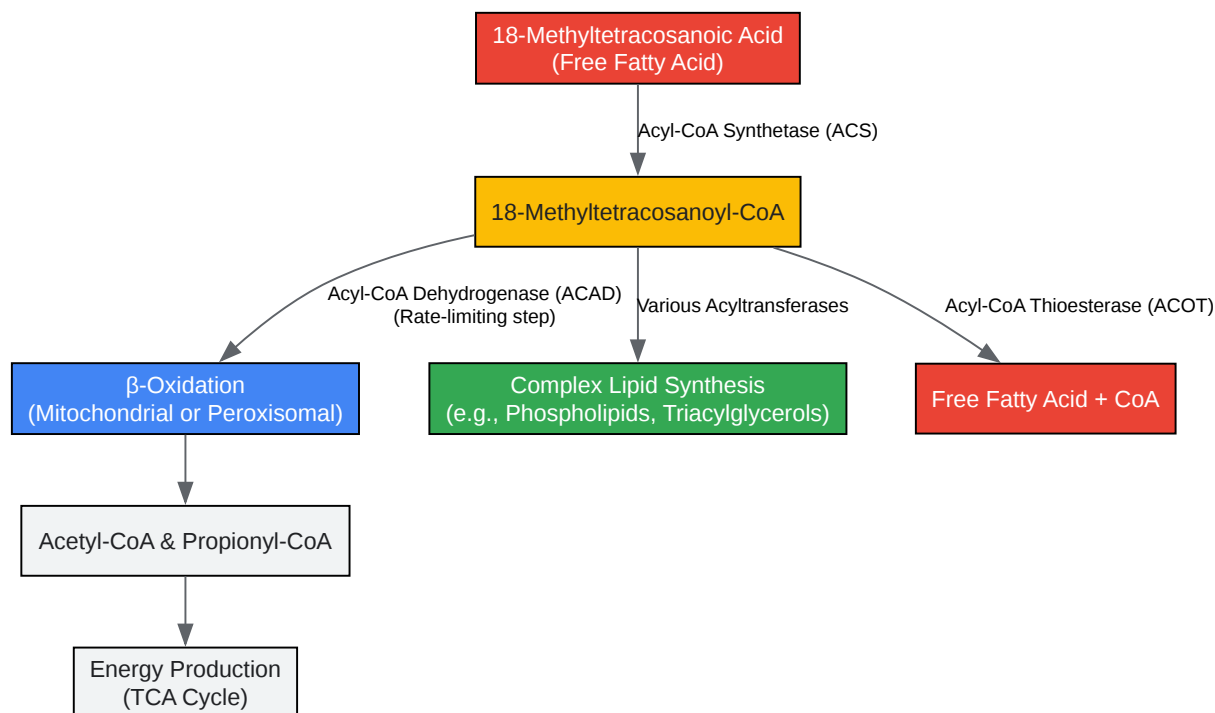 18-Methyltetracosanoic Acid
(Free Fatty Acid)
Acyl-CoA Synthetase (ACS)
18-Methyltetracosanoyl-CoA
Acyl-CoA Dehydrogenase (ACAD)
(Rate-limiting step)
Various Acyltransferases
Acyl-CoA Thioesterase (ACOT)
β-Oxidation
(Mitochondrial or Peroxisomal)
Complex Lipid Synthesis
(e.g., Phospholipids, Triacylglycerols)
Free Fatty Acid + CoA
Acetyl-CoA & Propionyl-CoA
Energy Production
(TCA Cycle)